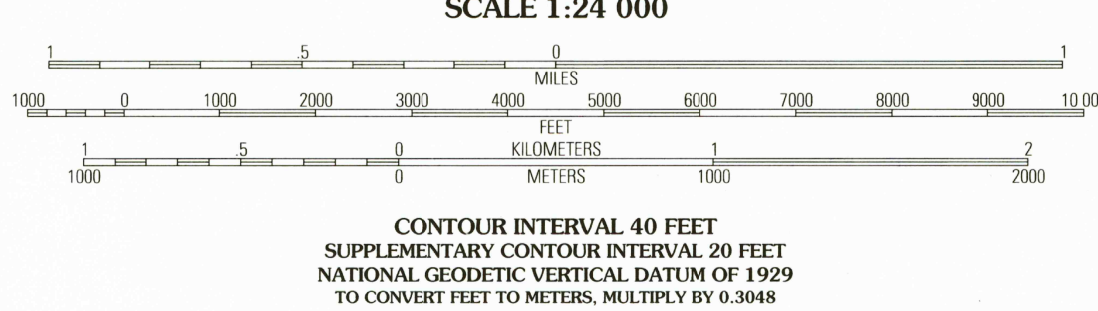 SCALE 1:24 000
1 .5 0 1
MILES
1000 0 1000 2000 3000 4000 5000 6000 7000 8000 9000 10 00
FEET
1 .5 0 KILOMETERS 1 2
1000 0 METERS 1000 2000
CONTOUR INTERVAL 40 FEET
SUPPLEMENTARY CONTOUR INTERVAL 20 FEET
NATIONAL GEODETIC VERTICAL DATUM OF 1929
TO CONVERT FEET TO METERS, MULTIPLY BY 0.3048